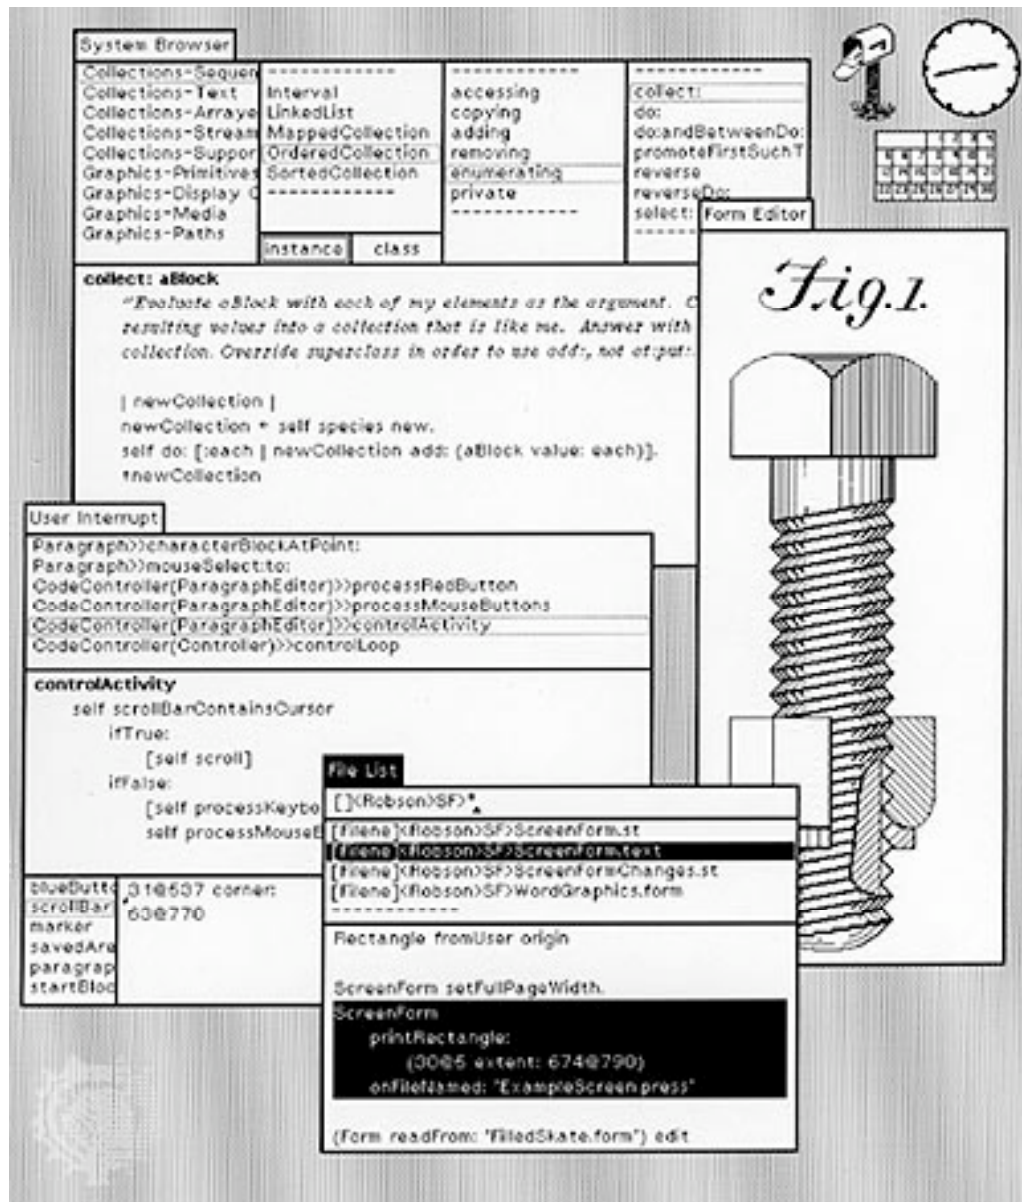 System Browser
Collections-Sequen
Collections-Text
Collections-Arraye
Collections-Stream
Collections-Suppor
Graphics-Primitives
Graphics-Display
Graphics-Media
Graphics-Paths
------------
Interval
LinkedList
MappedCollection
OrderedCollection
SortedCollection
------------
instance class
------------
accessing
copying
adding
removing
enumerating
private
------------
------------
collect:
do:
do:andBetweenDo:
promoteFirstSuchT
reverse
reverseDo:
select:
Form Editor
Fig.1.
collect: aBlock
"Evaluate aBlock with each of my elements as the argument. C
resulting values into a collection that is like me. Answer with
collection. Override superclass in order to use add:, not at:put:.
| newCollection |
newCollection ← self species new.
self do: [:each | newCollection add: (aBlock value: each)].
↑newCollection
User Interrupt
Paragraph>>characterBlockAtPoint:
Paragraph>>mouseSelect:to:
CodeController(ParagraphEditor)>>processRedButton
CodeController(ParagraphEditor)>>processMouseButtons
CodeController(ParagraphEditor)>>controlActivity
CodeController(Controller)>>controlLoop
controlActivity
self scrollBarContainsCursor
ifTrue:
[self scroll]
ifFalse:
[self processKeybo
self processMouseB
blueButto
scrollBar
marker
savedAre
paragrap
startBloc
31@537 corner:
63@770
File List
[]<Robson>SF>*
[filene]<Robson>SF>ScreenForm.st
[filene]<Robson>SF>ScreenForm.text
[filene]<Robson>SF>ScreenFormChanges.st
[filene]<Robson>SF>WordGraphics.form
------------
Rectangle fromUser origin
ScreenForm setFullPageWidth.
ScreenForm
printRectangle:
(30@5 extent: 674@790)
onFileNamed: 'ExampleScreen.press'
(Form readFrom: 'FilledSkate.form') edit